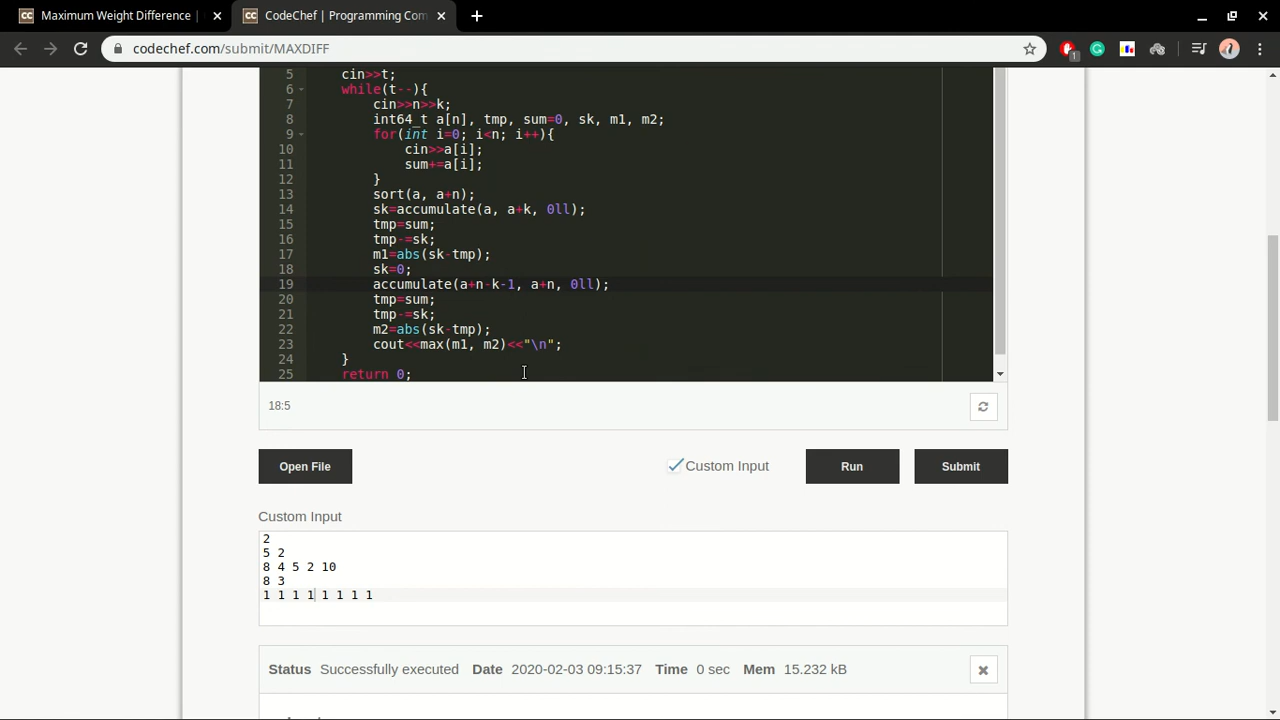 Maximum Weight Difference |
CodeChef | Programming Com
codechef.com/submit/MAXDIFF
1
5 cin>>t;
6 while(t--){
7 cin>>n>>k;
8 int64_t a[n], tmp, sum=0, sk, m1, m2;
9 for(int i=0; i<n; i++){
10 cin>>a[i];
11 sum+=a[i];
12 }
13 sort(a, a+n);
14 sk=accumulate(a, a+k, 0ll);
15 tmp=sum;
16 tmp-=sk;
17 m1=abs(sk-tmp);
18 sk=0;
19 accumulate(a+n-k-1, a+n, 0ll);
20 tmp=sum;
21 tmp-=sk;
22 m2=abs(sk-tmp);
23 cout<<max(m1, m2)<<"\n";
24 }
25 return 0;
18:5
Open File
Custom Input
Run
Submit
Custom Input
2
5 2
8 4 5 2 10
8 3
1 1 1 1 1 1 1 1
Status Successfully executed Date 2020-02-03 09:15:37 Time 0 sec Mem 15.232 kB